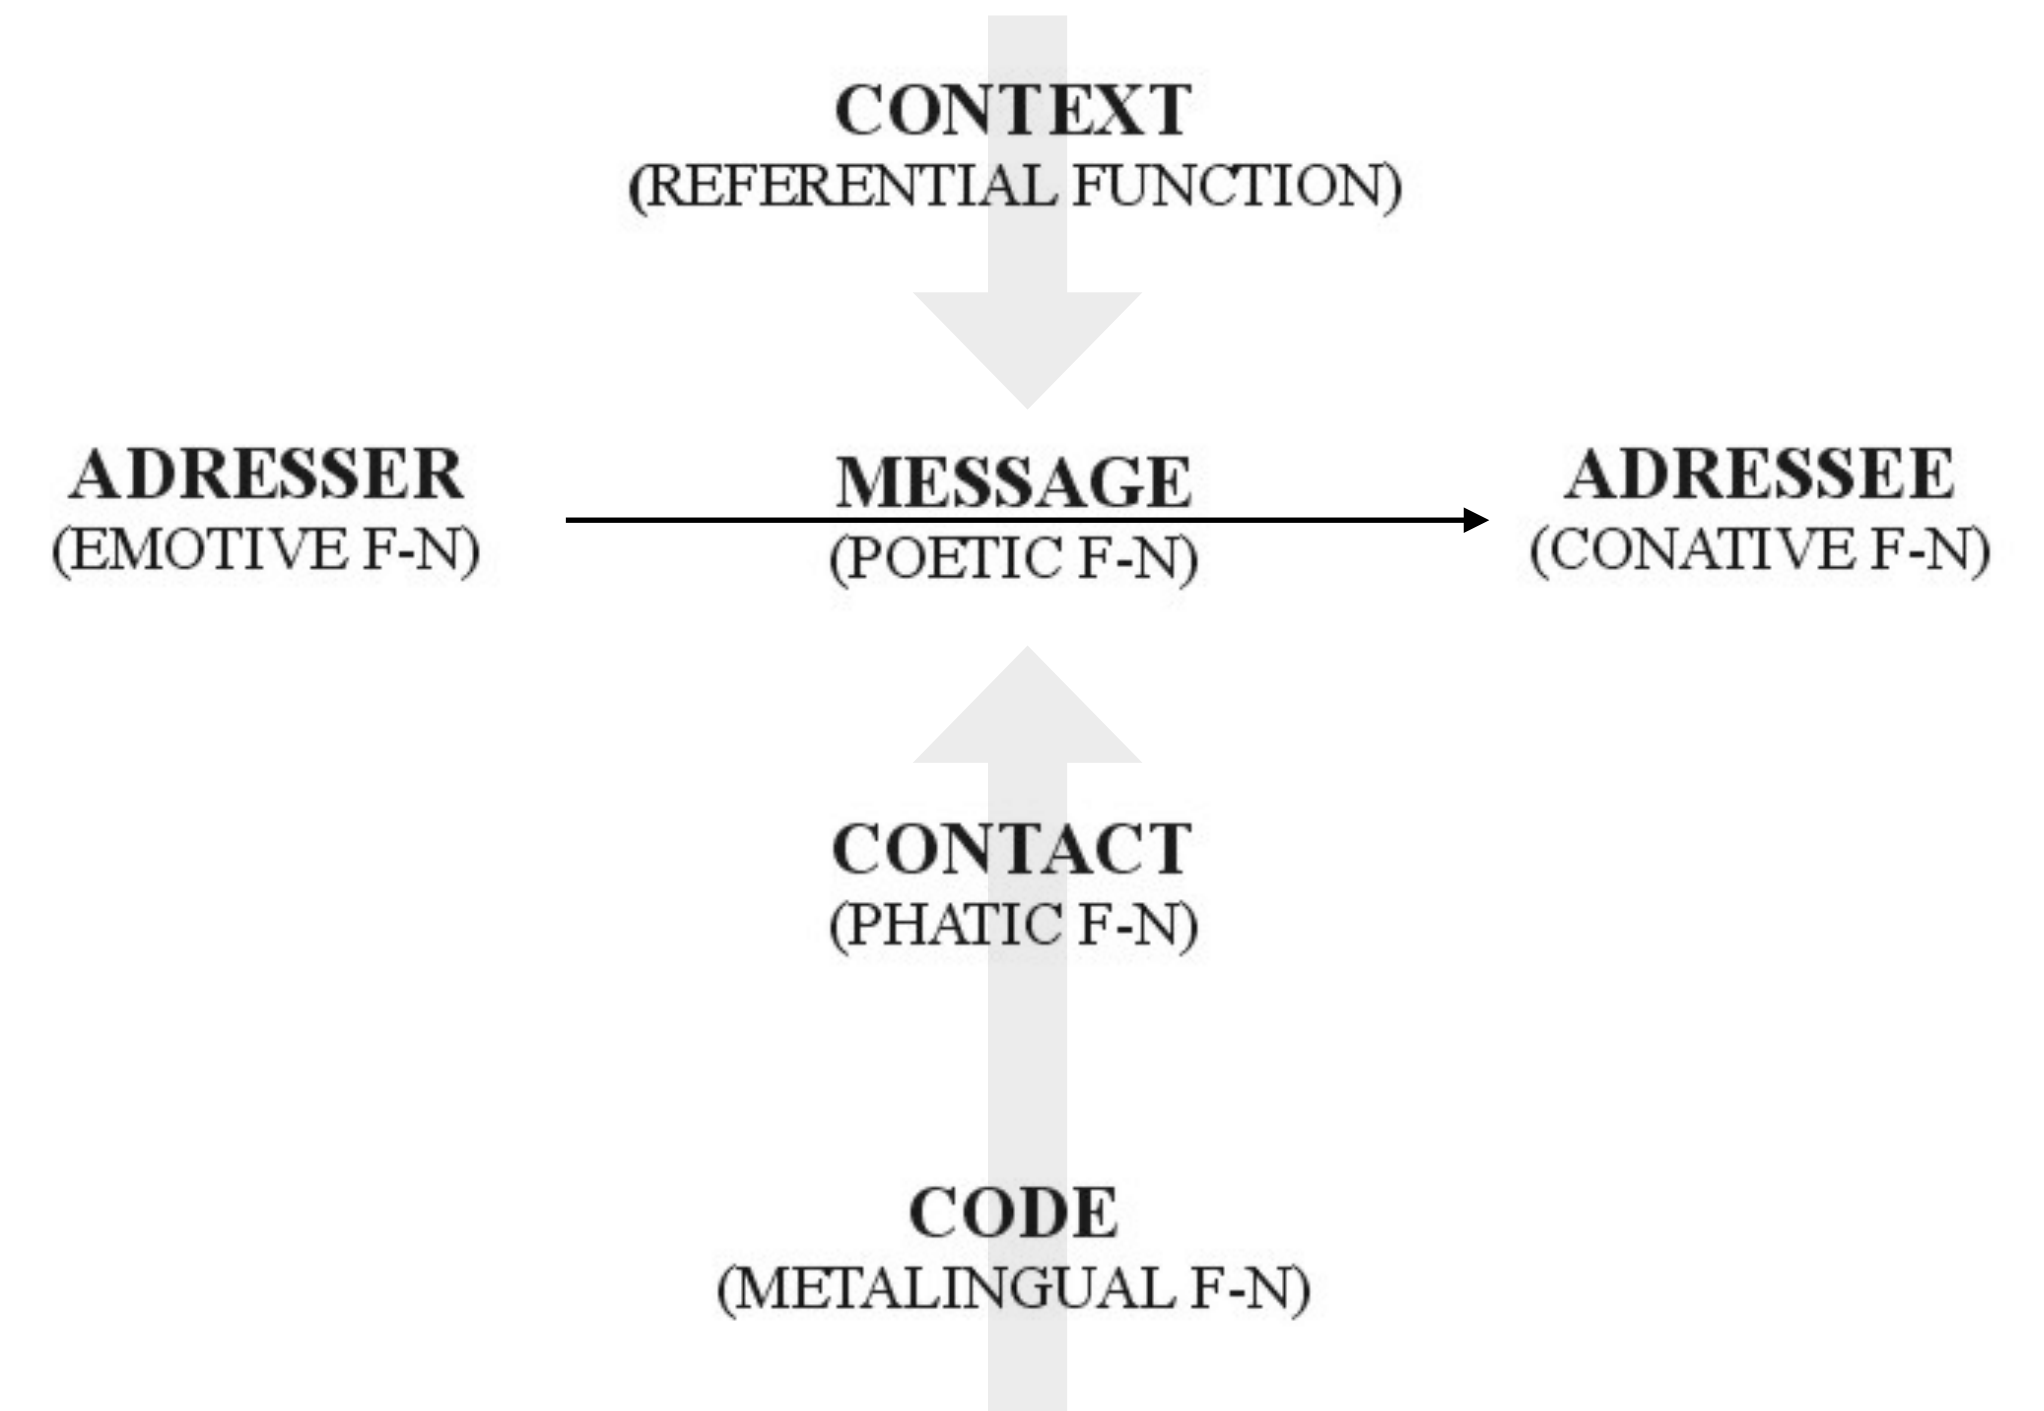 CONTEXT
(REFERENTIAL FUNCTION)
ADRESSER
(EMOTIVE F-N)
MESSAGE
(POETIC F-N)
ADRESSEE
(CONATIVE F-N)
CONTACT
(PHATIC F-N)
CODE
(METALINGUAL F-N)